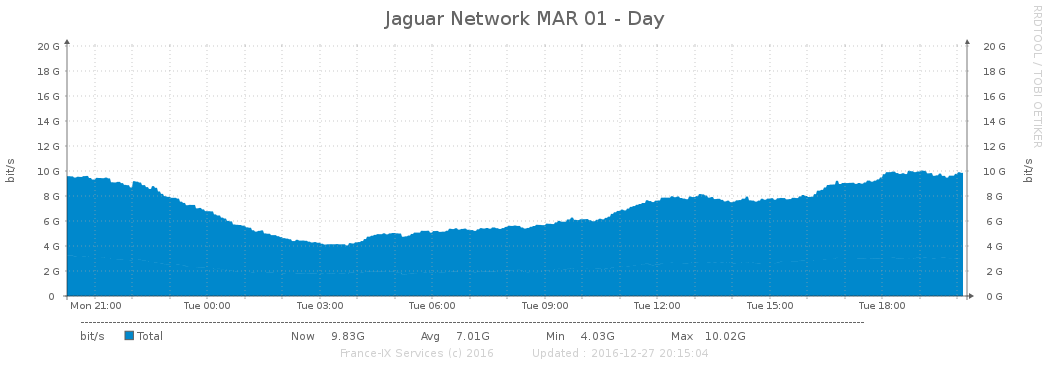 Jaguar Network MAR 01 - Day
RRDTOOL / TOBI OETIKER
bit/s
bit/s
20 G 20 G
18 G 18 G
16 G 16 G
14 G 14 G
12 G 12 G
10 G 10 G
8 G 8 G
6 G 6 G
4 G 4 G
2 G 2 G
0 0 G
Mon 21:00 Tue 00:00 Tue 03:00 Tue 06:00 Tue 09:00 Tue 12:00 Tue 15:00 Tue 18:00
bit/s Total Now 9.83G Avg 7.01G Min 4.03G Max 10.02G
France-IX Services (c) 2016 Updated : 2016-12-27 20:15:04